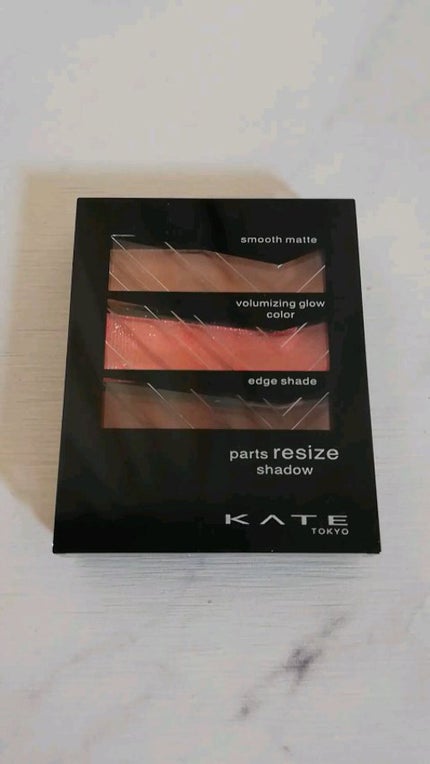 smooth matte
volumizing glow
color
edge shade
parts resize
shadow
KATE
TOKYO